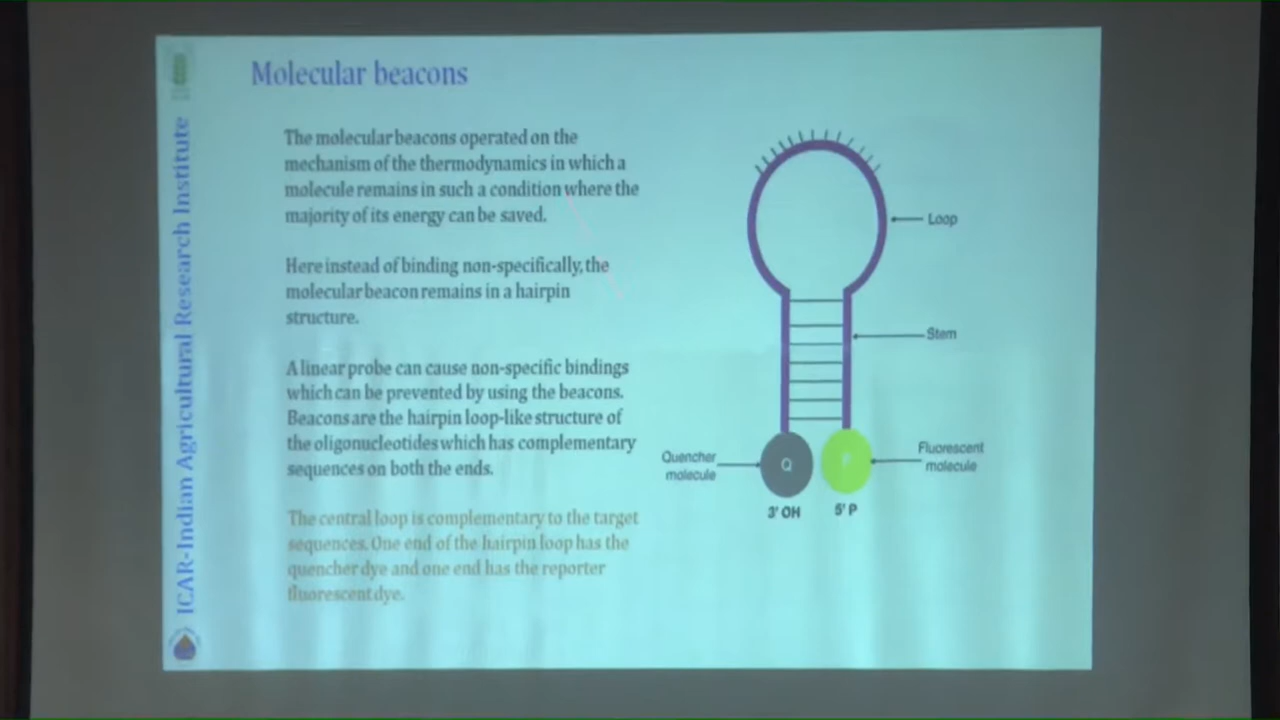 Molecular beacons
The molecular beacons operated on the
mechanism of the thermodynamics in which a
molecule remains in such a condition where the
majority of its energy can be saved.
Here instead of binding non-specifically, the
molecular beacon remains in a hairpin
structure.
A linear probe can cause non-specific bindings
which can be prevented by using the beacons.
Beacons are the hairpin loop-like structure of
the oligonucleotides which has complementary
sequences on both the ends.
The central loop is complementary to the target
sequences. One end of the hairpin loop has the
quencher dye and one end has the reporter
fluorescent dye.
Loop
Stem
Quencher
molecule
Q
F
Fluorescent
molecule
3' OH
5' P
ICAR-Indian Agricultural Research Institute